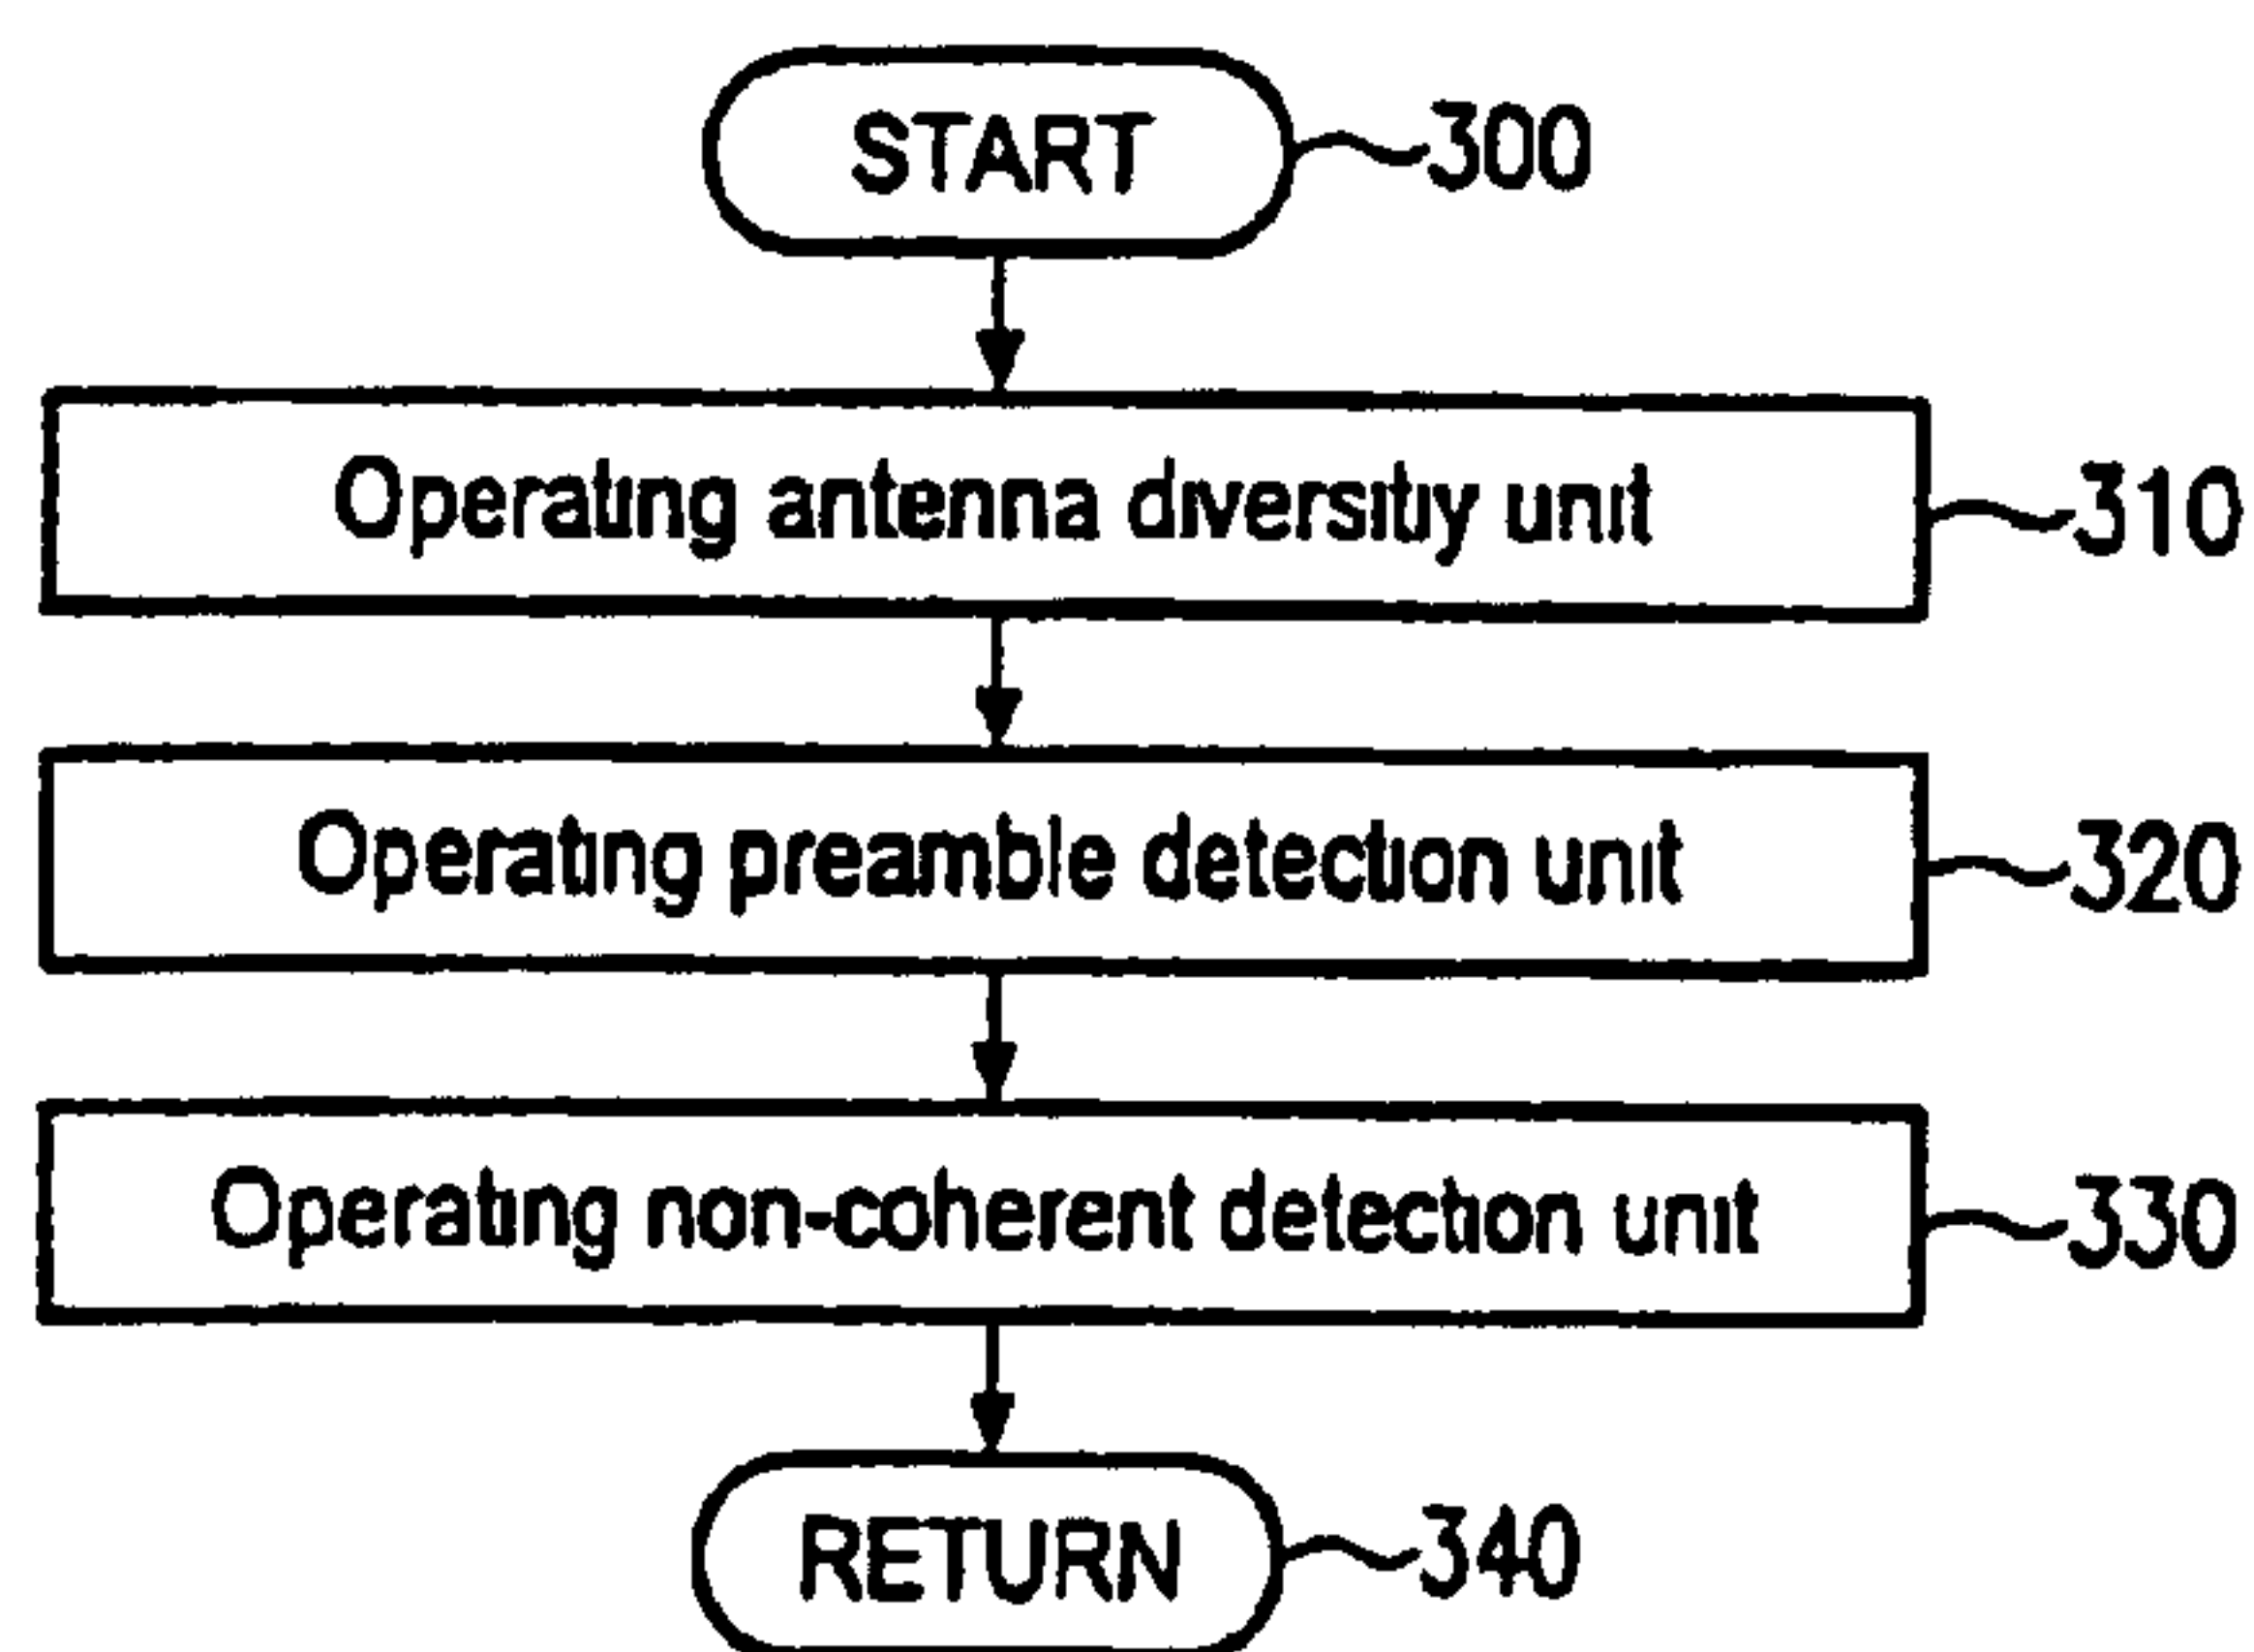 START 300
Operating antenna diversity unit 310
Operating preamble detection unit 320
Operating non-coherent detection unit 330
RETURN 340